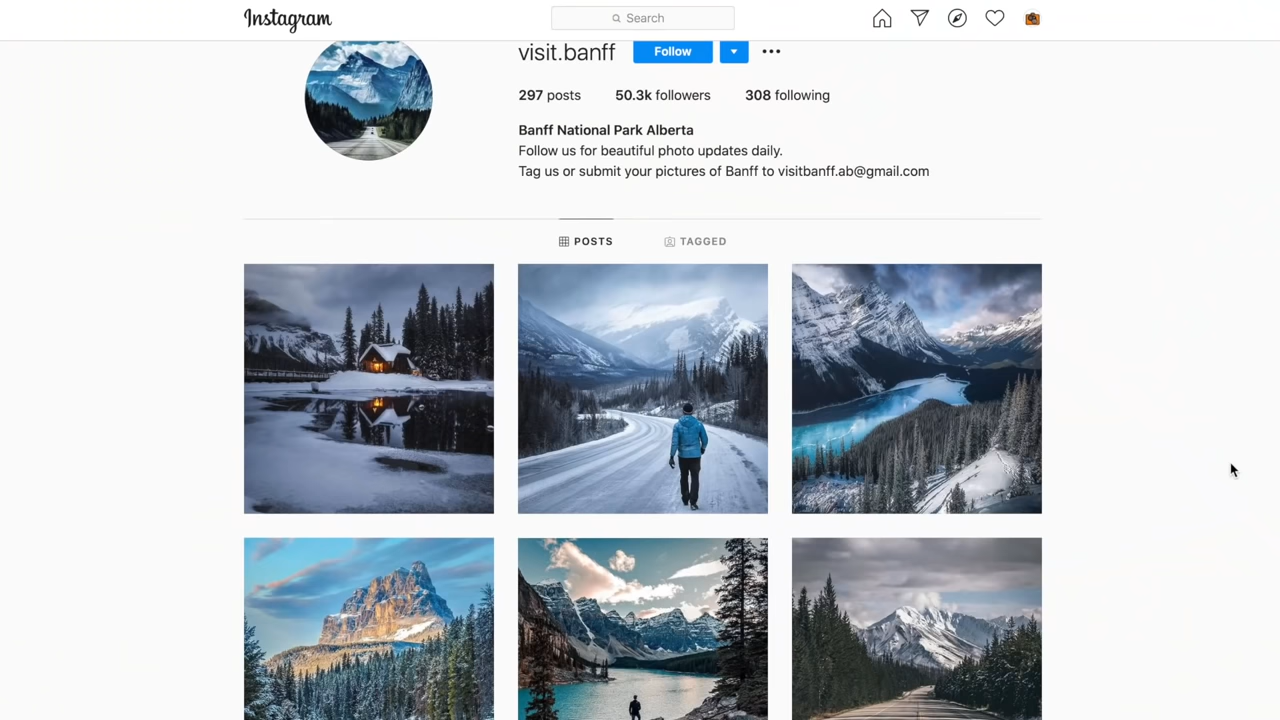 Instagram
Search
visit.banff
Follow
297 posts 50.3k followers 308 following
Banff National Park Alberta
Follow us for beautiful photo updates daily.
Tag us or submit your pictures of Banff to visitbanff.ab@gmail.com
POSTS TAGGED